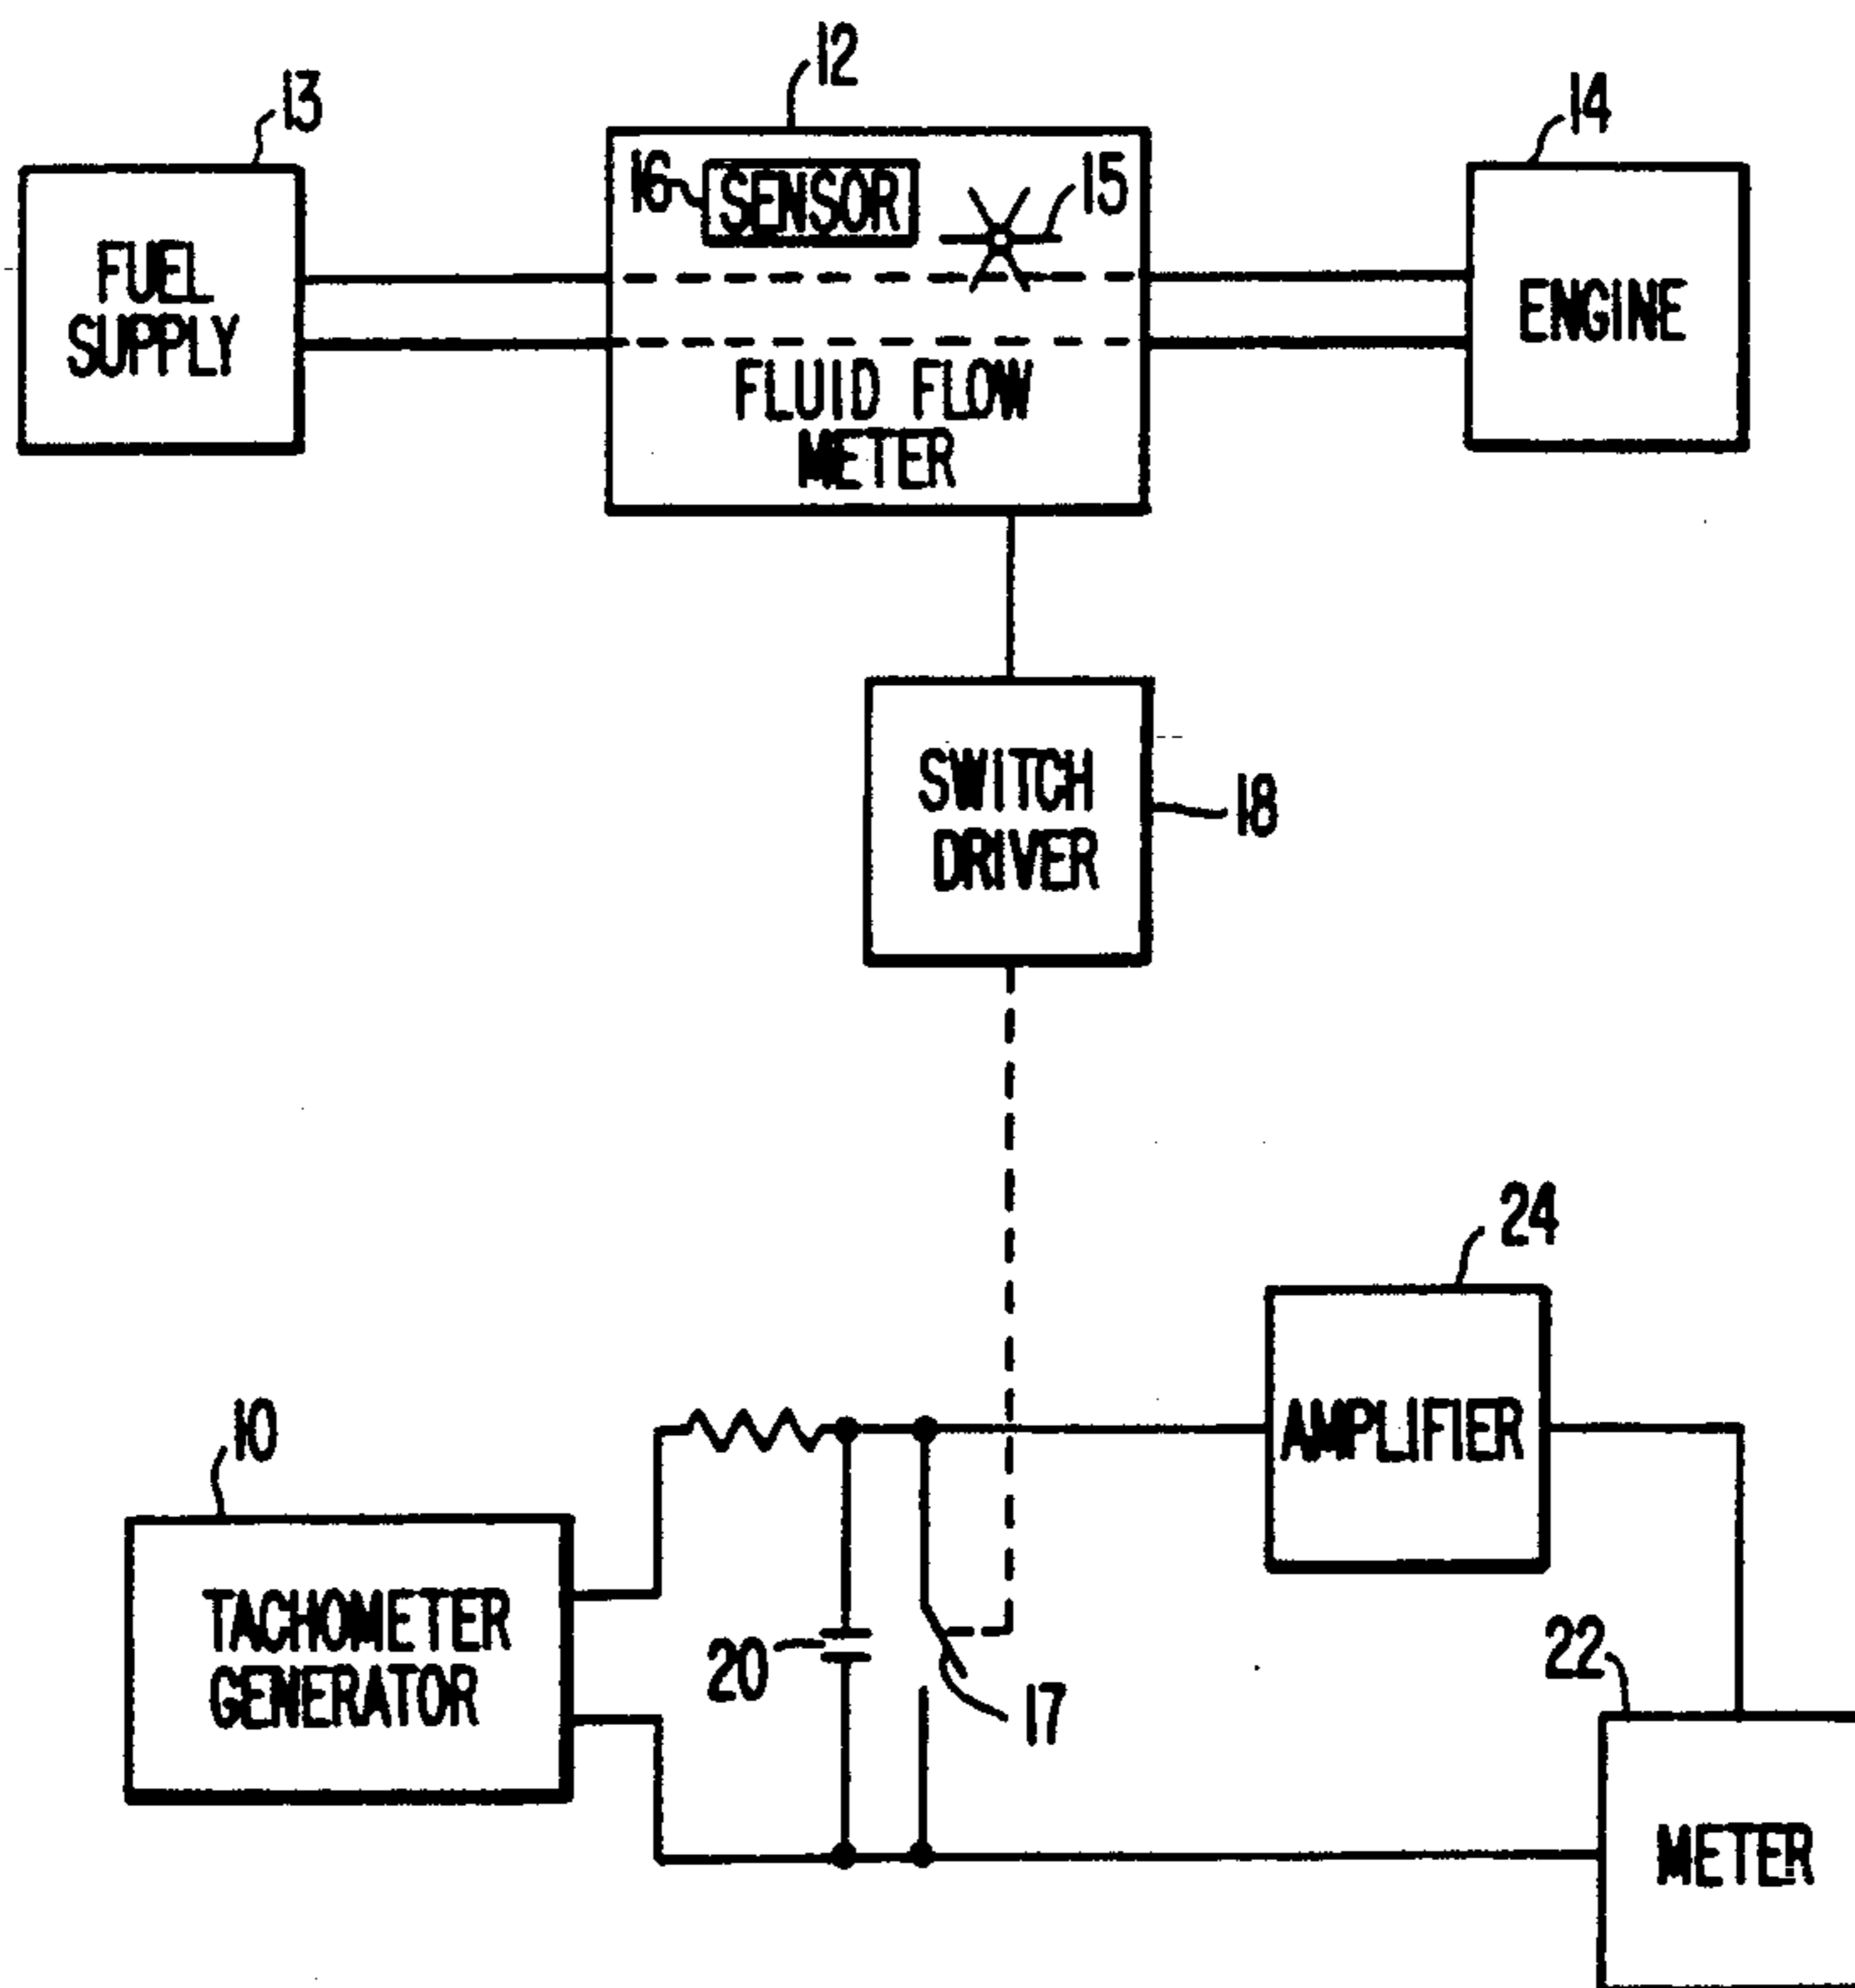 12
13
14
16
SENSOR
15
FUEL
SUPPLY
ENGINE
FLUID FLOW
METER
SWITCH
DRIVER
18
24
10
AMPLIFIER
TACHOMETER
GENERATOR
20
17
22
METER